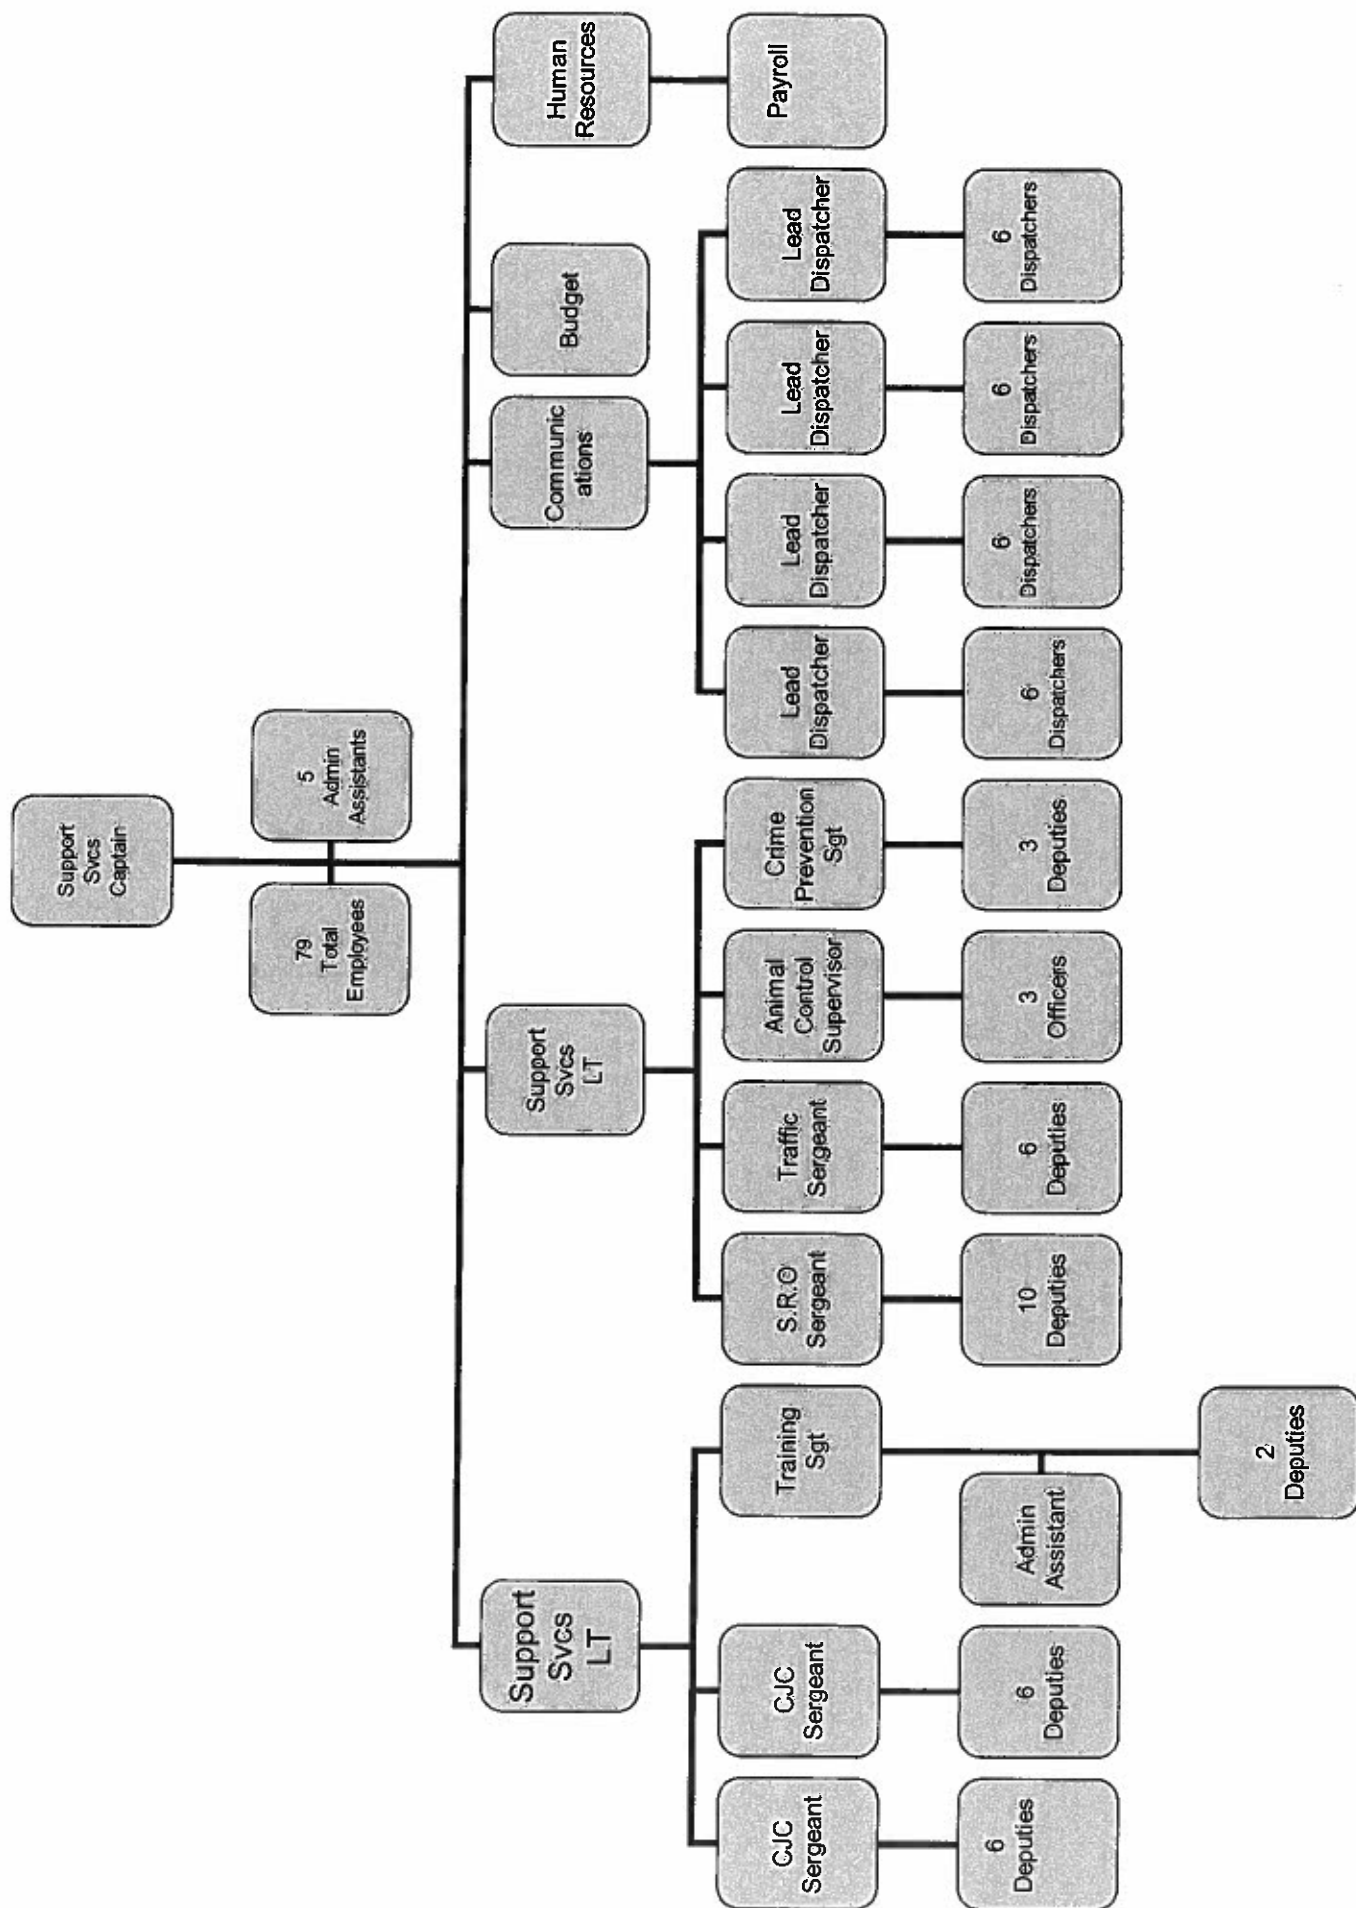 Support
Svcs
Captain
79
Total
Employees
5
Admin
Assistants
Support
Svcs
LT
Support
Svcs
LT
Communic
ations
Budget
Human
Resources
CJC
Sergeant
CJC
Sergeant
Training
Sgt
S.R.O
Sergeant
Traffic
Sergeant
Animal
Control
Supervisor
Crime
Prevention
Sgt
Lead
Dispatcher
Lead
Dispatcher
Lead
Dispatcher
Lead
Dispatcher
Payroll
6
Deputies
6
Deputies
Admin
Assistant
10
Deputies
6
Deputies
3
Officers
3
Deputies
6
Dispatchers
6
Dispatchers
6
Dispatchers
6
Dispatchers
2
Deputies